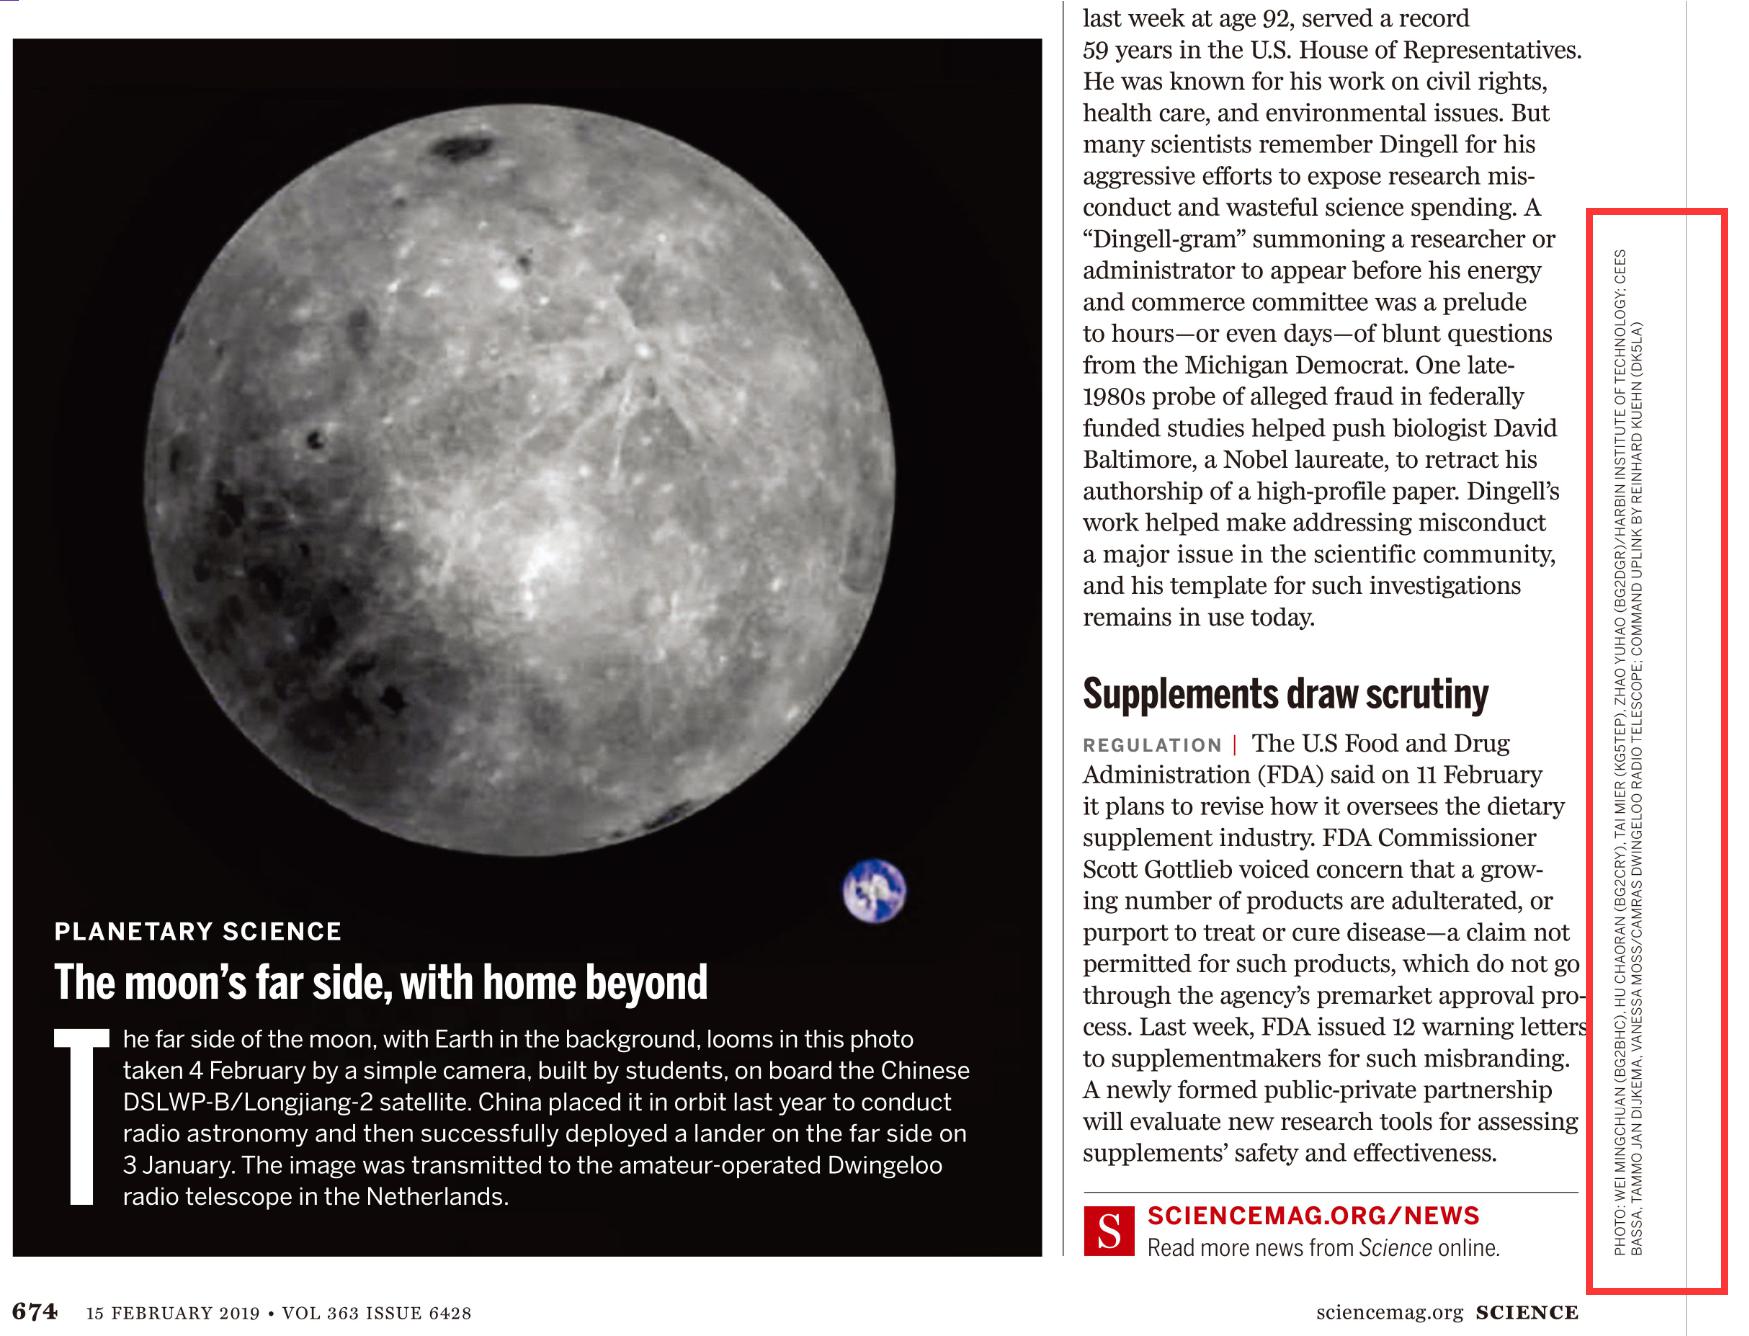 PLANETARY SCIENCE
The moon’s far side, with home beyond
The far side of the moon, with Earth in the background, looms in this photo
taken 4 February by a simple camera, built by students, on board the Chinese
DSLWP-B/Longjiang-2 satellite. China placed it in orbit last year to conduct
radio astronomy and then successfully deployed a lander on the far side on
3 January. The image was transmitted to the amateur-operated Dwingeloo
radio telescope in the Netherlands.
last week at age 92, served a record
59 years in the U.S. House of Representatives.
He was known for his work on civil rights,
health care, and environmental issues. But
many scientists remember Dingell for his
aggressive efforts to expose research mis-
conduct and wasteful science spending. A
“Dingell-gram” summoning a researcher or
administrator to appear before his energy
and commerce committee was a prelude
to hours—or even days—of blunt questions
from the Michigan Democrat. One late-
1980s probe of alleged fraud in federally
funded studies helped push biologist David
Baltimore, a Nobel laureate, to retract his
authorship of a high-profile paper. Dingell’s
work helped make addressing misconduct
a major issue in the scientific community,
and his template for such investigations
remains in use today.
Supplements draw scrutiny
REGULATION | The U.S Food and Drug
Administration (FDA) said on 11 February
it plans to revise how it oversees the dietary
supplement industry. FDA Commissioner
Scott Gottlieb voiced concern that a grow-
ing number of products are adulterated, or
purport to treat or cure disease—a claim not
permitted for such products, which do not go
through the agency’s premarket approval pro-
cess. Last week, FDA issued 12 warning letters
to supplementmakers for such misbranding.
A newly formed public-private partnership
will evaluate new research tools for assessing
supplements’ safety and effectiveness.
S
SCIENCEMAG.ORG/NEWS
Read more news from Science online.
PHOTO: WEI MINGCHUAN (BG2BHC), HU CHAORAN (BG2CRY), TAI MIER (KG5TEP), ZHAO YUHAO (BG2DGR)/HARBIN INSTITUTE OF TECHNOLOGY; CEES
BASSA, TAMMO JAN DIJKEMA, VANESSA MOSS/CAMRAS DWINGELOO RADIO TELESCOPE; COMMAND UPLINK BY REINHARD KUEHN (DK5LA)
674 15 FEBRUARY 2019 • VOL 363 ISSUE 6428
sciencemag.org SCIENCE